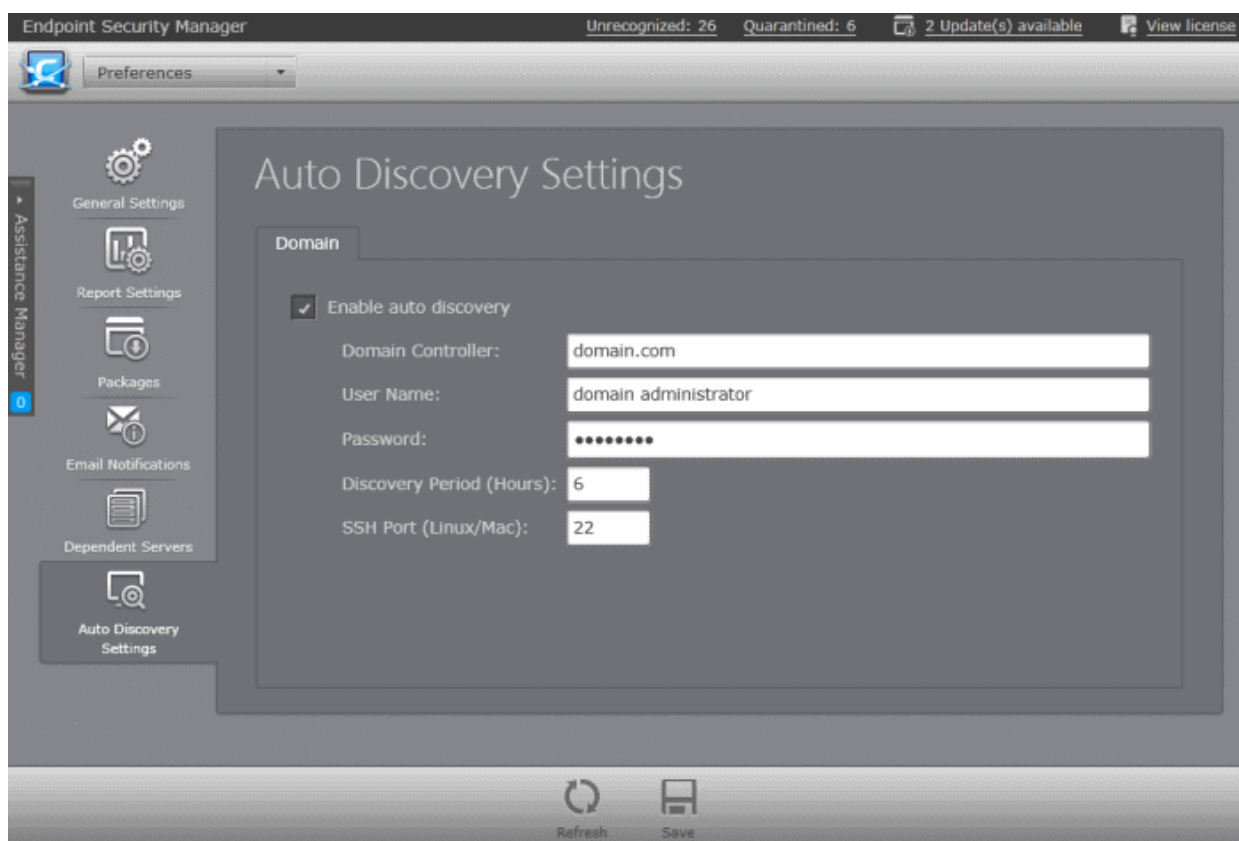 Endpoint Security Manager Unrecognized: 26 Quarantined: 6 2 Update(s) available View license
Preferences
Assistance Manager
0
General Settings
Report Settings
Packages
Email Notifications
Dependent Servers
Auto Discovery
Settings
Auto Discovery Settings
Domain
Enable auto discovery
Domain Controller: domain.com
User Name: domain administrator
Password: ••••••••
Discovery Period (Hours): 6
SSH Port (Linux/Mac): 22
Refresh Save